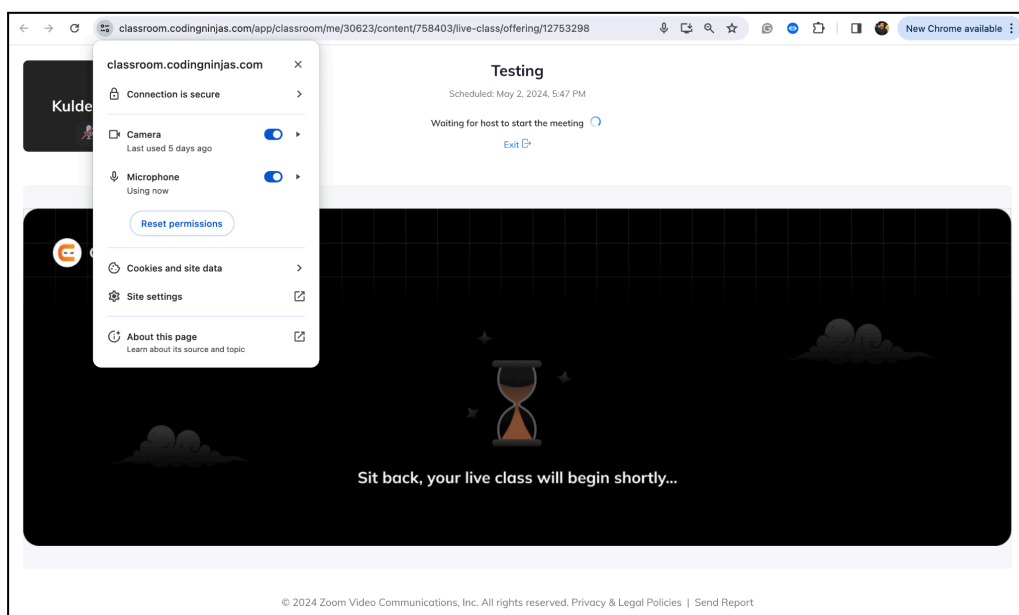 classroom.codingninjas.com/app/classroom/me/30623/content/758403/live-class/offering/12753298
New Chrome available
classroom.codingninjas.com
Connection is secure
Camera
Last used 5 days ago
Microphone
Using now
Reset permissions
Cookies and site data
Site settings
About this page
Learn about its source and topic
Kulde
Testing
Scheduled: May 2, 2024, 5:47 PM
Waiting for host to start the meeting
Exit
Sit back, your live class will begin shortly...
© 2024 Zoom Video Communications, Inc. All rights reserved. Privacy & Legal Policies | Send Report